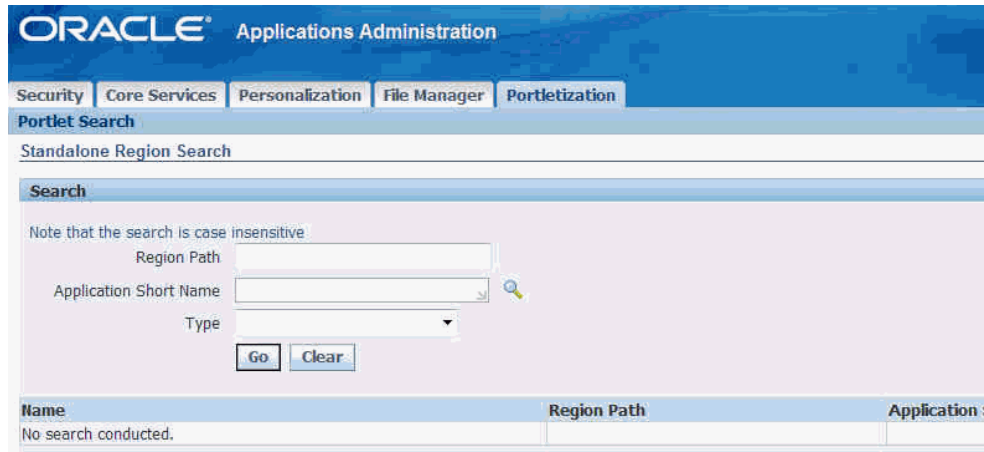 ORACLE® Applications Administration
Security Core Services Personalization File Manager Portletization
Portlet Search
Standalone Region Search
Search
Note that the search is case insensitive
Region Path
Application Short Name
Type
Go Clear
Name Region Path Application
No search conducted.